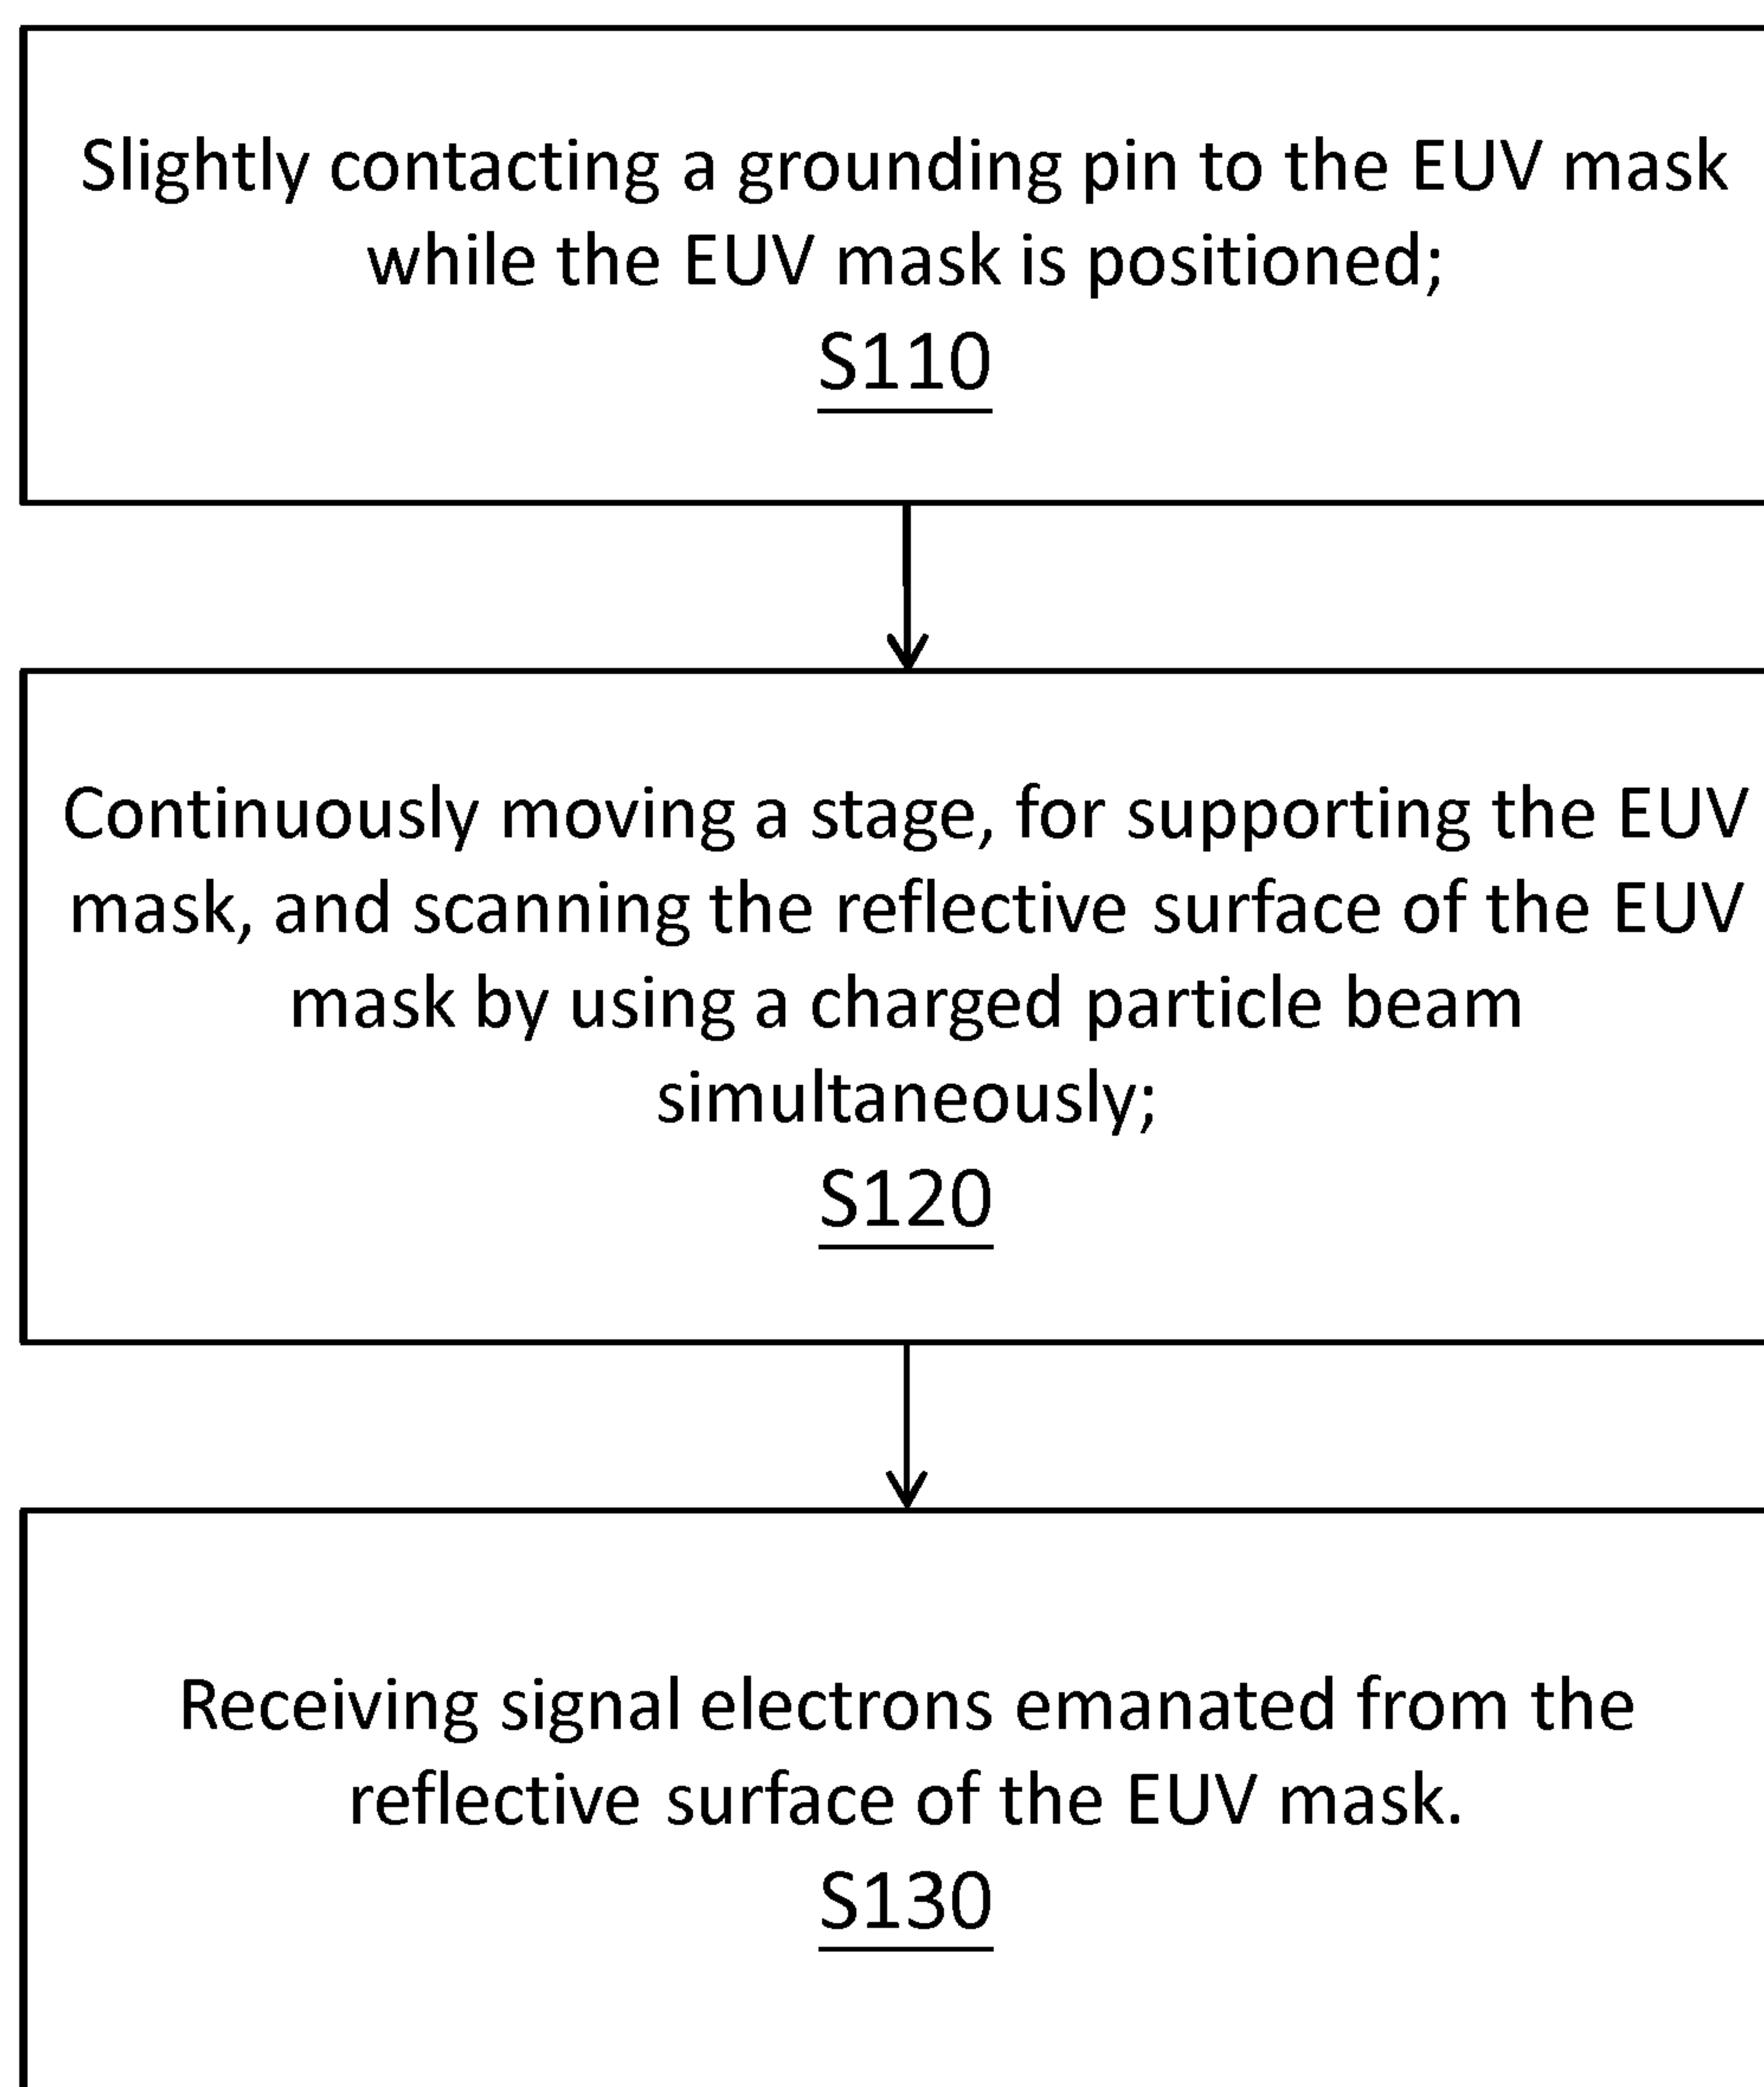 Slightly contacting a grounding pin to the EUV mask
while the EUV mask is positioned;
S110
Continuously moving a stage, for supporting the EUV
mask, and scanning the reflective surface of the EUV
mask by using a charged particle beam
simultaneously;
S120
Receiving signal electrons emanated from the
reflective surface of the EUV mask.
S130